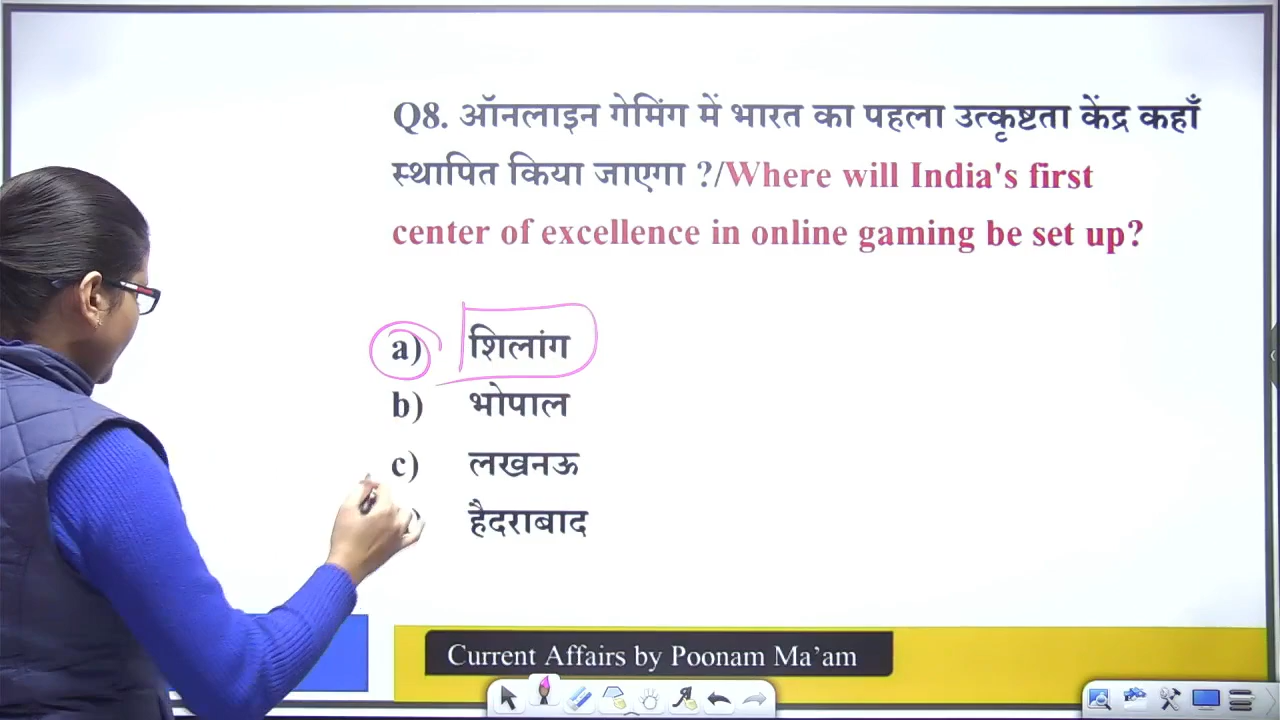 Q8. ऑनलाइन गेमिंग में भारत का पहला उत्कृष्टता केंद्र कहाँ
स्थापित किया जाएगा ?/Where will India's first
center of excellence in online gaming be set up?
a) शिलांग
b) भोपाल
c) लखनऊ
हैदराबाद
Current Affairs by Poonam Ma'am